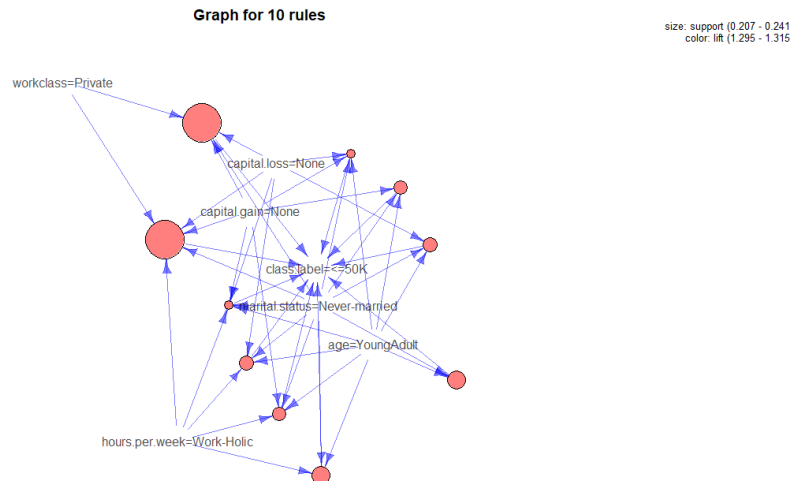 Graph for 10 rules
size: support (0.207 - 0.241
color: lift (1.295 - 1.315
workclass=Private
capital.loss=None
capital.gain=None
class.label=<=50K
marital.status=Never-married
age=YoungAdult
hours.per.week=Work-Holic